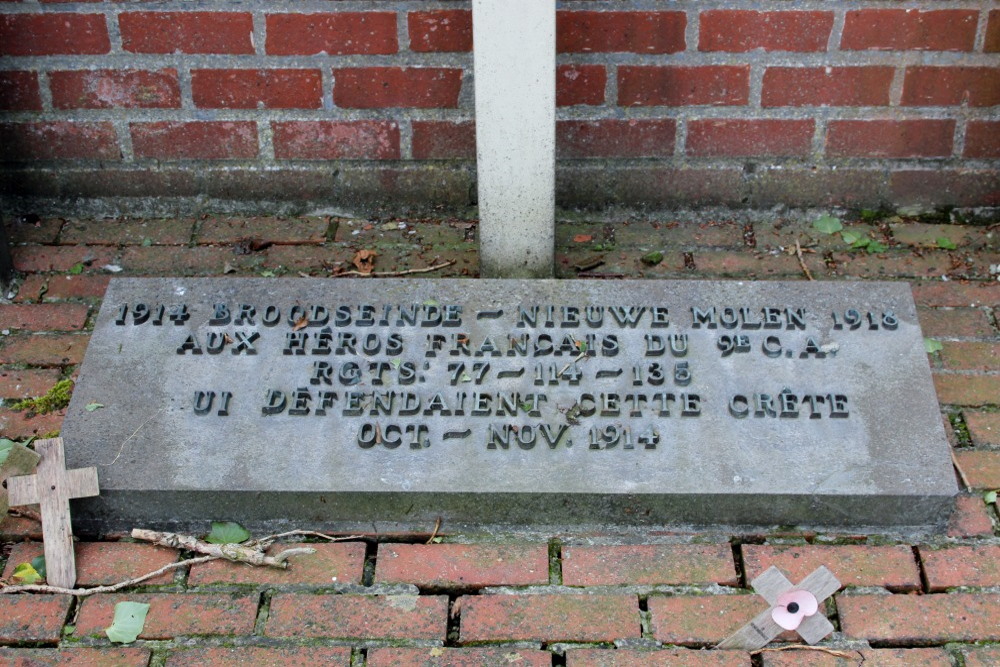 1914 BROODSEINDE ~ NIEUWE MOLEN 1918
AUX HÉROS FRANÇAIS DU 9E C.A.
RGTS: 77 ~ 114 ~ 135
UI DÉFENDAIENT CETTE CRÊTE
OCT. ~ NOV. 1914